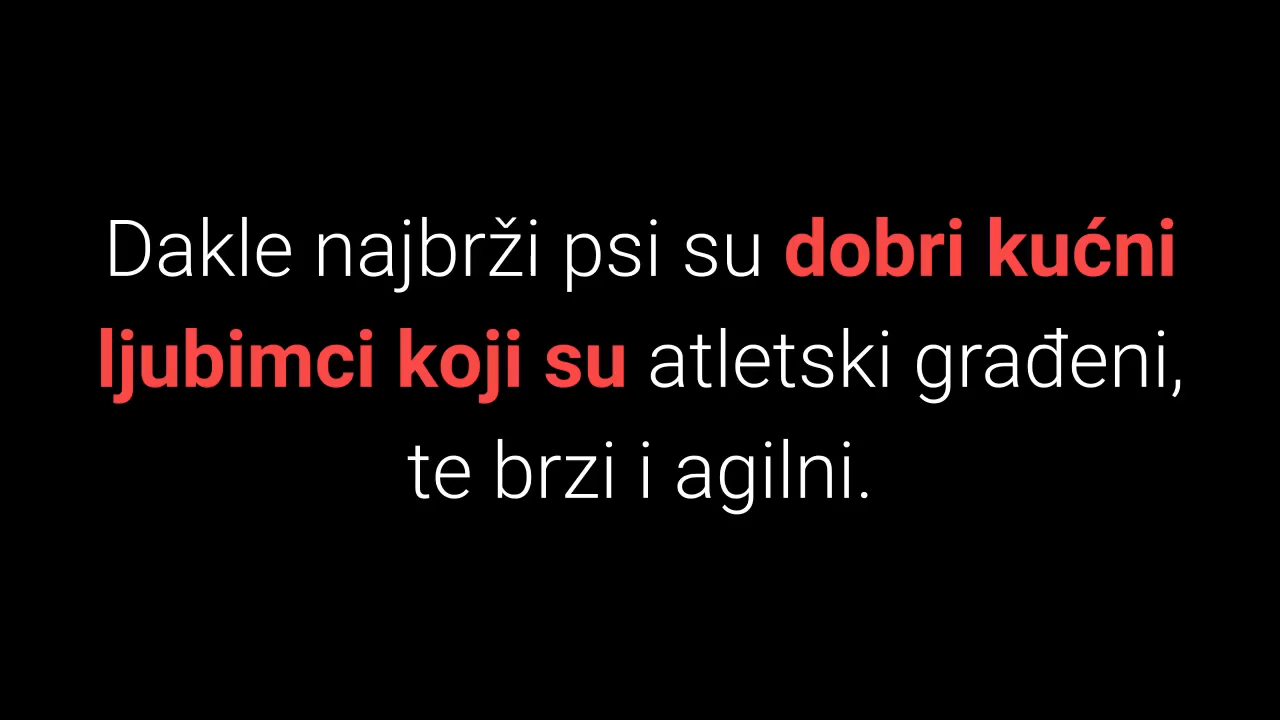 Dakle najbrži psi su dobri kućni
ljubimci koji su atletski građeni,
te brzi i agilni.